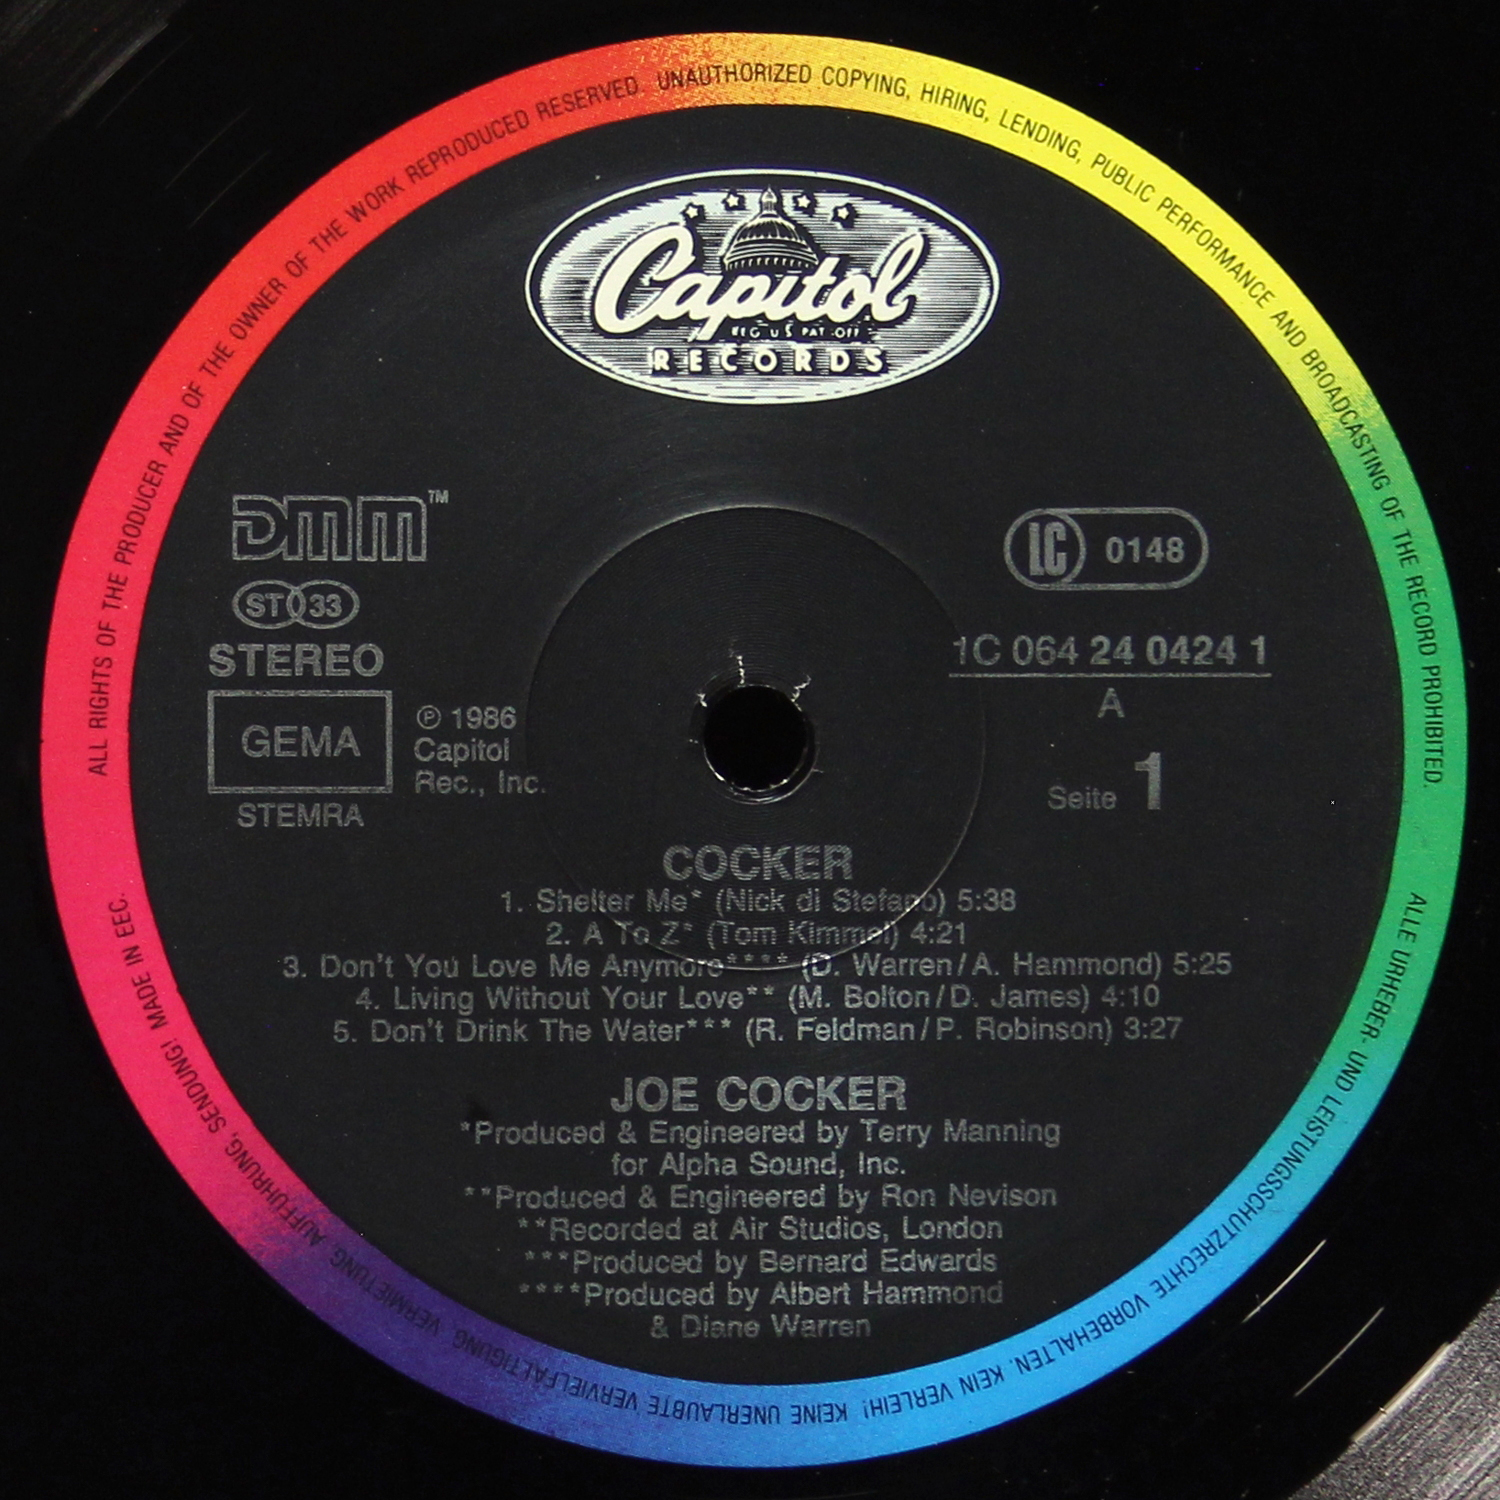 ALL RIGHTS OF THE PRODUCER AND OF THE OWNER OF THE WORK REPRODUCED RESERVED. UNAUTHORIZED COPYING, HIRING, LENDING, PUBLIC PERFORMANCE AND BROADCASTING OF THE RECORD PROHIBITED.
Capitol
REG U.S. PAT. OFF.
RECORDS
DMM™
ST 33
STEREO
GEMA
STEMRA
℗ 1986
Capitol
Rec., Inc.
LC 0148
1C 064 24 0424 1
A
Seite 1
COCKER
1. Shelter Me* (Nick di Stefano) 5:38
2. A To Z* (Tom Kimmel) 4:21
3. Don't You Love Me Anymore**** (D. Warren/A. Hammond) 5:25
4. Living Without Your Love** (M. Bolton/D. James) 4:10
5. Don't Drink The Water*** (R. Feldman/P. Robinson) 3:27
JOE COCKER
*Produced & Engineered by Terry Manning
for Alpha Sound, Inc.
**Produced & Engineered by Ron Nevison
**Recorded at Air Studios, London
***Produced by Bernard Edwards
****Produced by Albert Hammond
& Diane Warren
ALLE URHEBER- UND LEISTUNGSSCHUTZRECHTE VORBEHALTEN. KEIN VERLEIH! KEINE UNERLAUBTE VERVIELFÄLTIGUNG, VERMIETUNG, AUFFÜHRUNG, SENDUNG! MADE IN EEC.